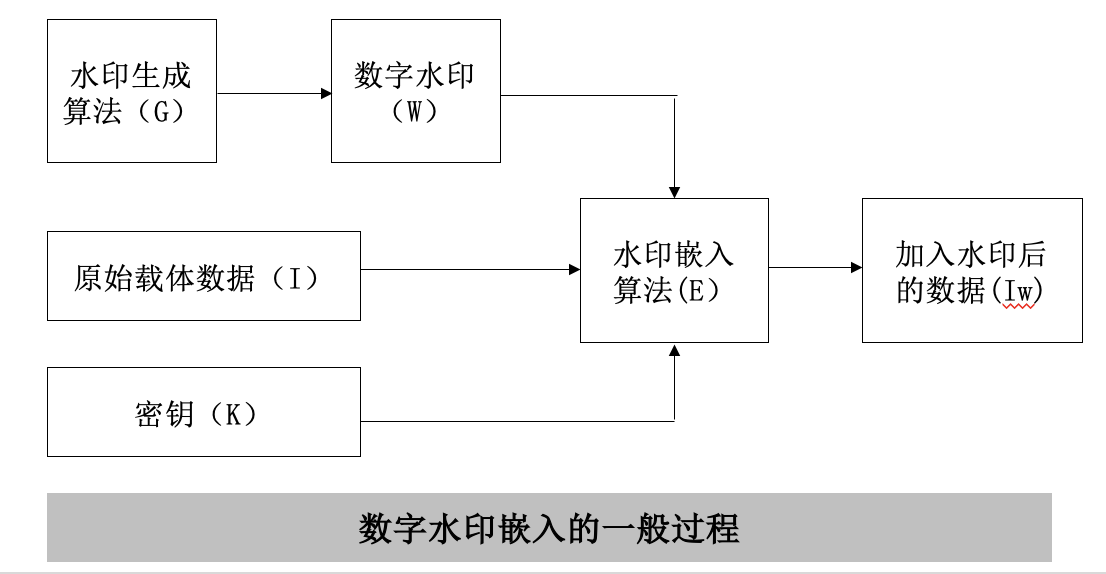 水印生成
算法（G）
数字水印
（W）
原始载体数据（I）
水印嵌入
算法(E）
加入水印后
的数据(Iw)
密钥（K）
数字水印嵌入的一般过程